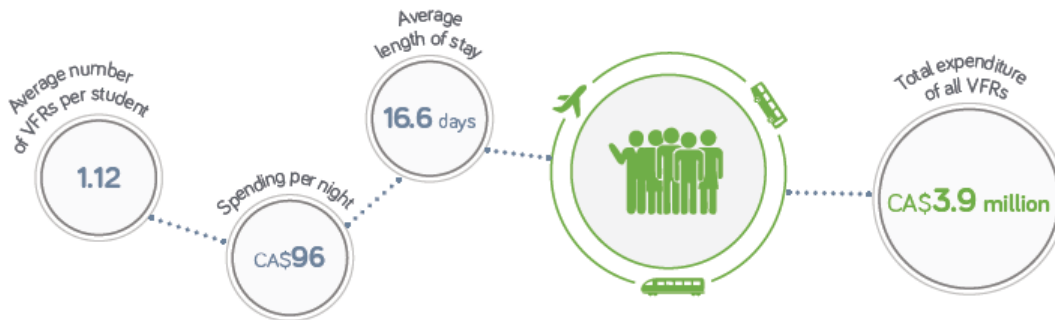 Average number
of VFRs per student
1.12
Spending per night
CA$96
Average
length of stay
16.6 days
Total expenditure
of all VFRs
CA$3.9 million